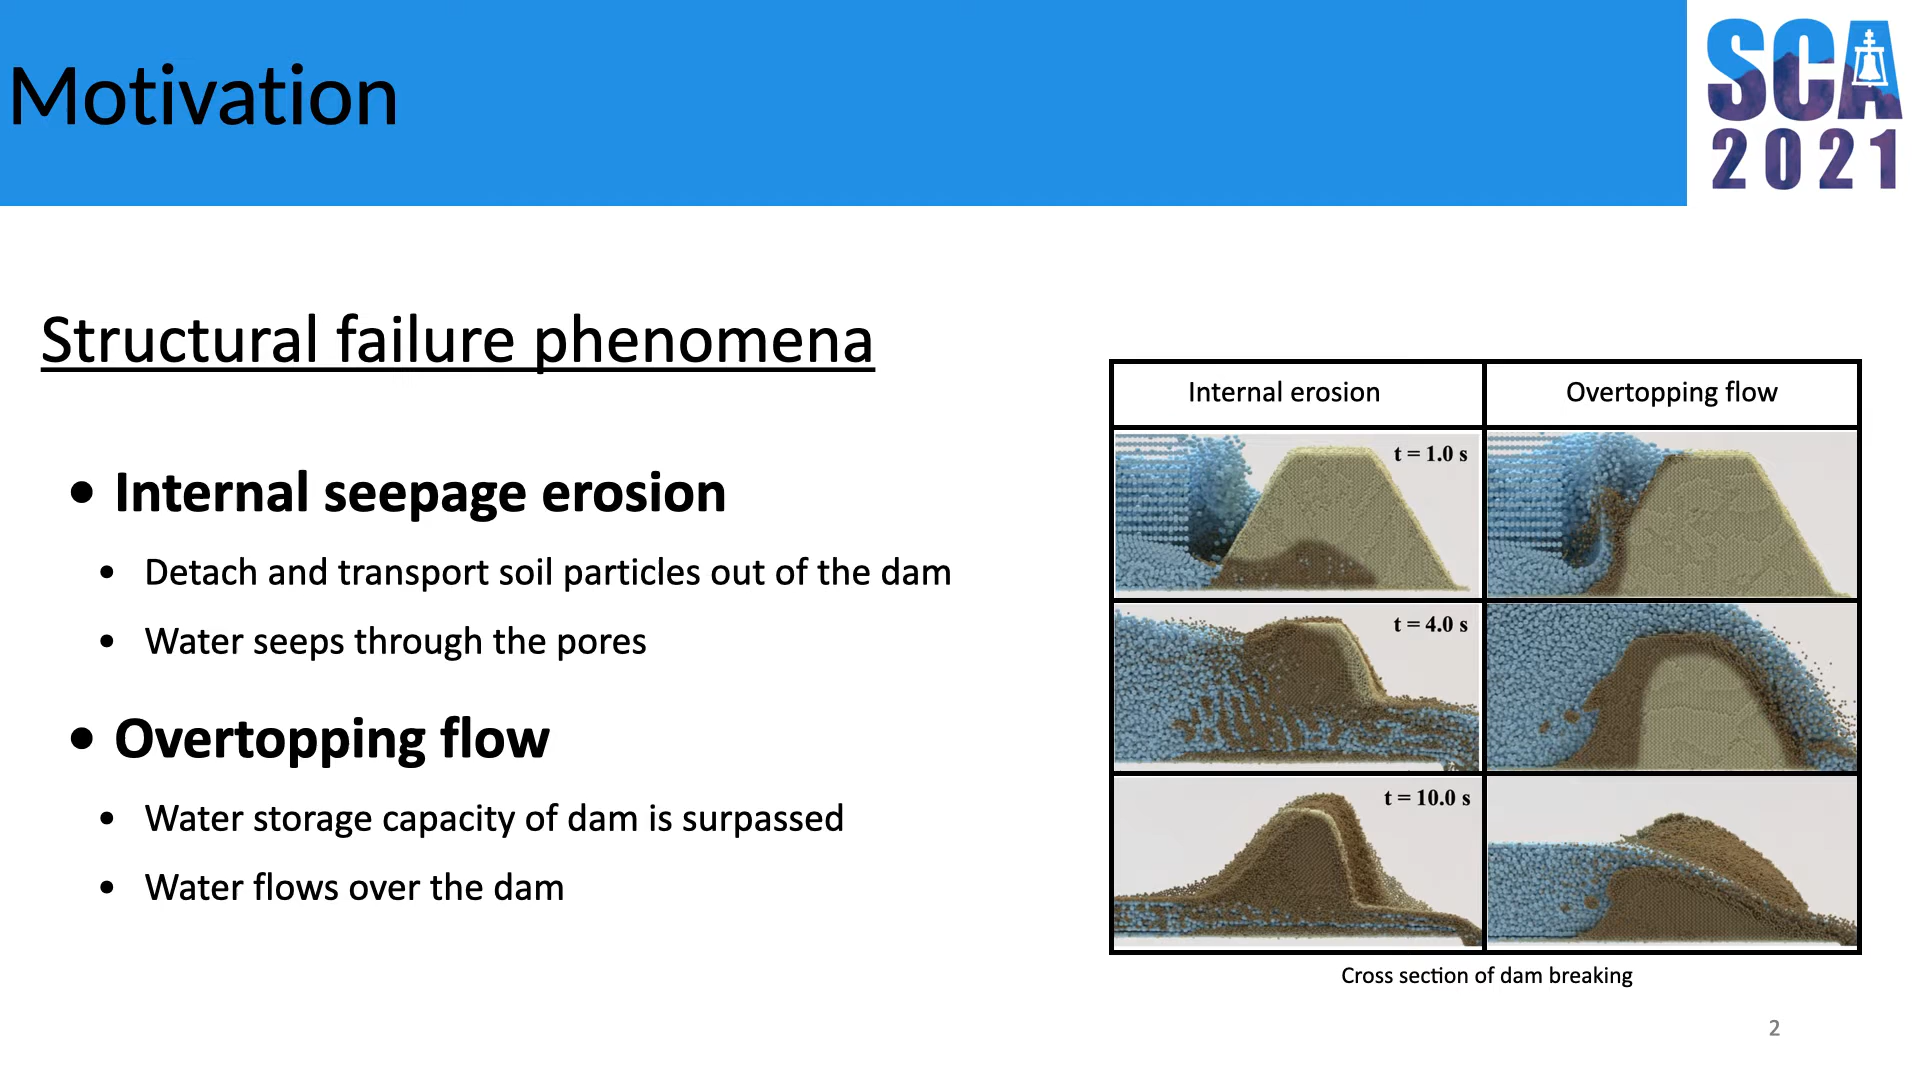 Motivation
SCA
2021
Structural failure phenomena
• Internal seepage erosion
• Detach and transport soil particles out of the dam
• Water seeps through the pores
• Overtopping flow
• Water storage capacity of dam is surpassed
• Water flows over the dam
Internal erosion
Overtopping flow
t = 1.0 s
t = 4.0 s
t = 10.0 s
Cross section of dam breaking
2